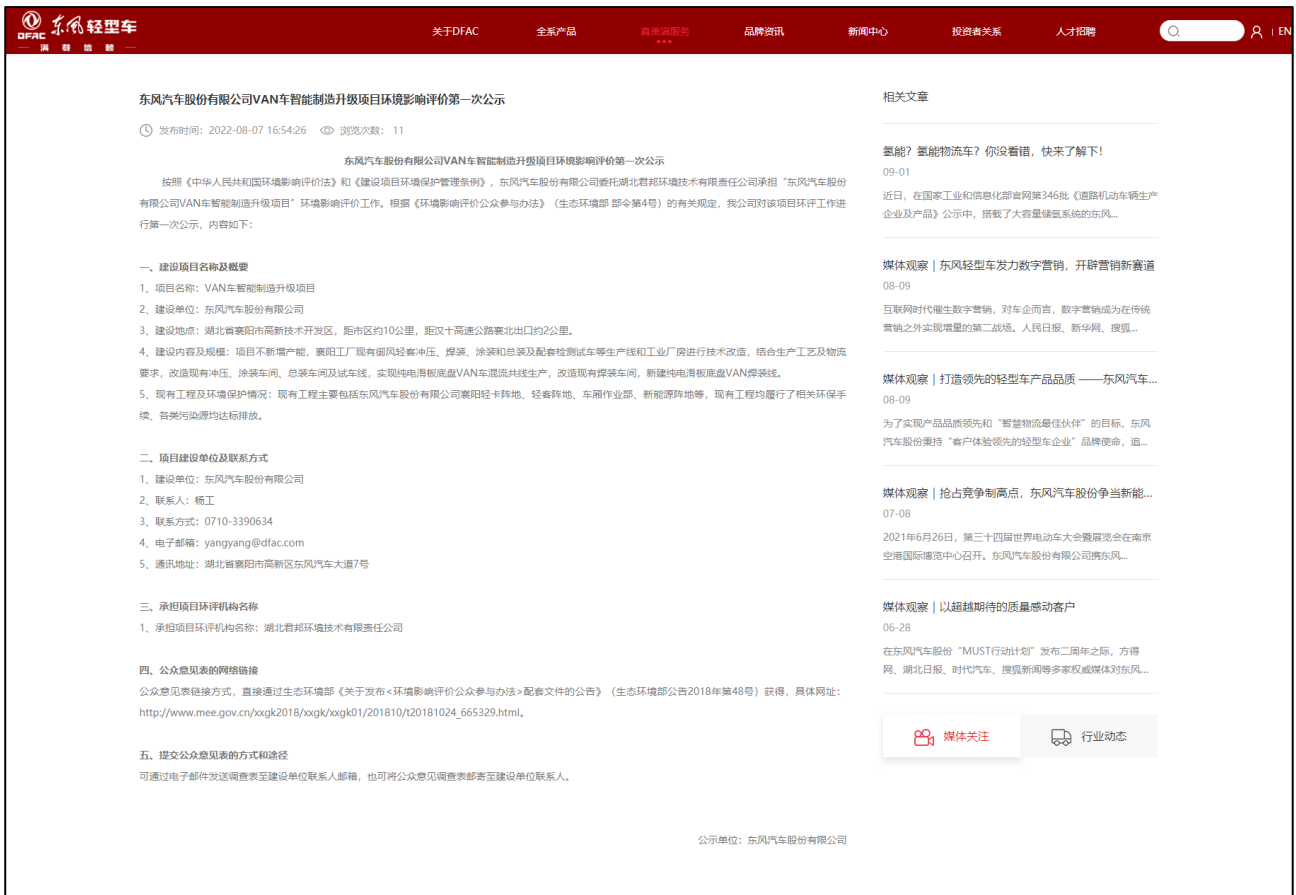 DFAC
东风轻型车
满载信赖
关于DFAC 全系产品 真美满服务 品牌资讯 新闻中心 投资者关系 人才招聘 EN
东风汽车股份有限公司VAN车智能制造升级项目环境影响评价第一次公示
发布时间：2022-08-07 16:54:26 浏览次数： 11
东风汽车股份有限公司VAN车智能制造升级项目环境影响评价第一次公示
按照《中华人民共和国环境影响评价法》和《建设项目环境保护管理条例》，东风汽车股份有限公司委托湖北君邦环境技术有限责任公司承担“东风汽车股份
有限公司VAN车智能制造升级项目”环境影响评价工作。根据《环境影响评价公众参与办法》（生态环境部 部令第4号）的有关规定，我公司对该项目环评工作进
行第一次公示，内容如下：
一、建设项目名称及概要
1、项目名称：VAN车智能制造升级项目
2、建设单位：东风汽车股份有限公司
3、建设地点：湖北省襄阳市高新技术开发区，距市区约10公里，距汉十高速公路襄北出口约2公里。
4、建设内容及规模：项目不新增产能，襄阳工厂现有御风轻客冲压、焊装、涂装和总装及配套检测试车等生产线和工业厂房进行技术改造，结合生产工艺及物流
要求，改造现有冲压、涂装车间、总装车间及试车线，实现纯电滑板底盘VAN车混流共线生产，改造现有焊装车间，新建纯电滑板底盘VAN焊装线。
5、现有工程及环境保护情况：现有工程主要包括东风汽车股份有限公司襄阳轻卡阵地、轻客阵地、车厢作业部、新能源阵地等，现有工程均履行了相关环保手
续、各类污染源均达标排放。
二、项目建设单位及联系方式
1、建设单位：东风汽车股份有限公司
2、联系人：杨工
3、联系方式：0710-3390634
4、电子邮箱：yangyang@dfac.com
5、通讯地址：湖北省襄阳市高新区东风汽车大道7号
三、承担项目环评机构名称
1、承担项目环评机构名称：湖北君邦环境技术有限责任公司
四、公众意见表的网络链接
公众意见表链接方式，直接通过生态环境部《关于发布<环境影响评价公众参与办法>配套文件的公告》（生态环境部公告2018年第48号）获得，具体网址：
http://www.mee.gov.cn/xxgk2018/xxgk/xxgk01/201810/t20181024_665329.html。
五、提交公众意见表的方式和途径
可通过电子邮件发送调查表至建设单位联系人邮箱，也可将公众意见调查表邮寄至建设单位联系人。
公示单位：东风汽车股份有限公司
相关文章
氢能？氢能物流车？你没看错，快来了解下！
09-01
近日，在国家工业和信息化部官网第346批《道路机动车辆生产
企业及产品》公示中，搭载了大容量储氢系统的东风...
媒体观察 | 东风轻型车发力数字营销，开辟营销新赛道
08-09
互联网时代催生数字营销，对车企而言，数字营销成为在传统
营销之外实现增量的第二战场。人民日报、新华网、搜狐...
媒体观察 | 打造领先的轻型车产品品质 ——东风汽车...
08-09
为了实现产品品质领先和“智慧物流最佳伙伴”的目标，东风
汽车股份秉持“客户体验领先的轻型车企业”品牌使命，追...
媒体观察 | 抢占竞争制高点，东风汽车股份争当新能...
07-08
2021年6月26日，第三十四届世界电动车大会暨展览会在南京
空港国际博览中心召开。东风汽车股份有限公司携东风...
媒体观察 | 以超越期待的质量感动客户
06-28
在东风汽车股份“MUST行动计划”发布二周年之际，方得
网、湖北日报、时代汽车、搜狐新闻等多家权威媒体对东风...
媒体关注 行业动态